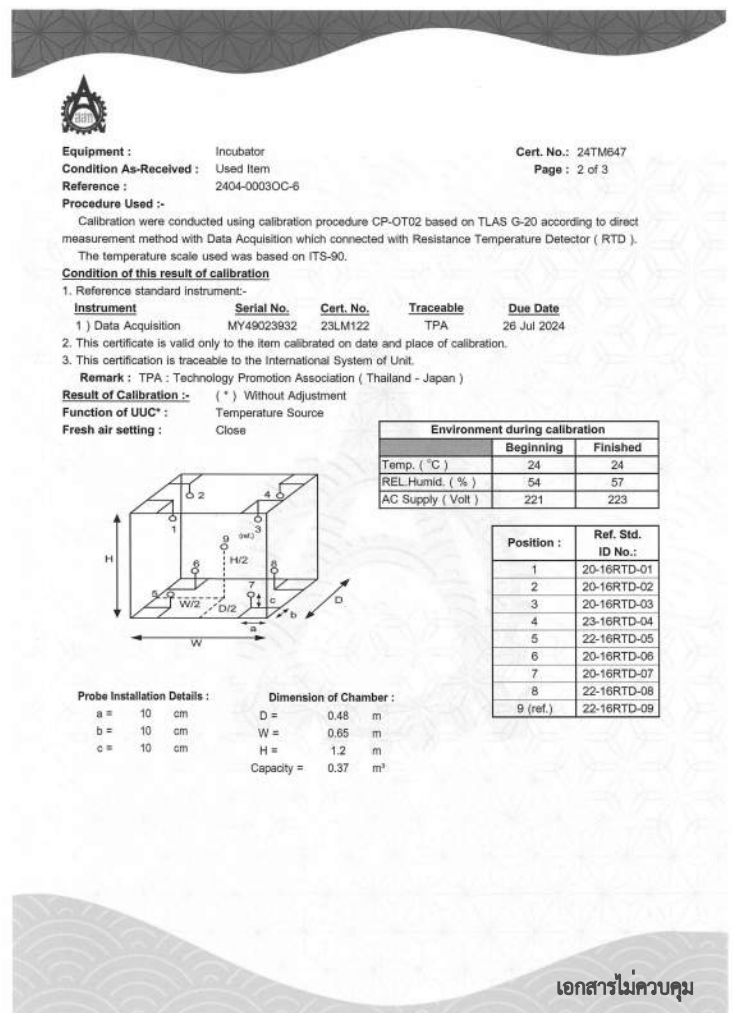 สสท
Equipment : Incubator Cert. No.: 24TM647
Condition As-Received : Used Item Page : 2 of 3
Reference : 2404-0003OC-6
Procedure Used :-
Calibration were conducted using calibration procedure CP-OT02 based on TLAS G-20 according to direct
measurement method with Data Acquisition which connected with Resistance Temperature Detector ( RTD ).
The temperature scale used was based on ITS-90.
Condition of this result of calibration
1. Reference standard instrument:-
Instrument Serial No. Cert. No. Traceable Due Date
1 ) Data Acquisition MY49023932 23LM122 TPA 26 Jul 2024
2. This certificate is valid only to the item calibrated on date and place of calibration.
3. This certification is traceable to the International System of Unit.
Remark : TPA : Technology Promotion Association ( Thailand - Japan )
Result of Calibration :- ( * ) Without Adjustment
Function of UUC* : Temperature Source
Fresh air setting : Close
Environment during calibration
Beginning Finished
Temp. ( °C ) 24 24
REL.Humid. ( % ) 54 57
AC Supply ( Volt ) 221 223
2 4
1 3
9 (ref.)
H H/2
6 8
5 7
W/2 D/2 c D
a b
W
Position : Ref. Std. ID No.:
1 20-16RTD-01
2 20-16RTD-02
3 20-16RTD-03
4 23-16RTD-04
5 22-16RTD-05
6 20-16RTD-06
7 20-16RTD-07
8 22-16RTD-08
9 (ref.) 22-16RTD-09
Probe Installation Details : Dimension of Chamber :
a = 10 cm D = 0.48 m
b = 10 cm W = 0.65 m
c = 10 cm H = 1.2 m
Capacity = 0.37 m³
เอกสารไม่ควบคุม